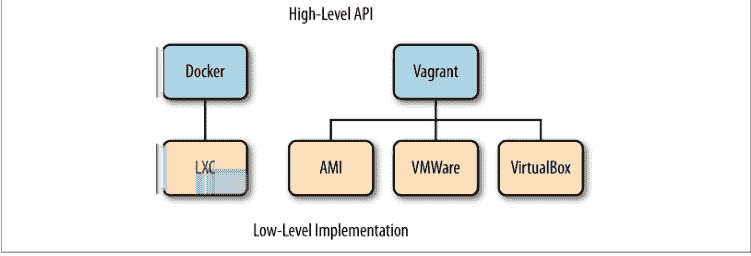 High-Level API
Docker
Vagrant
LXC
AMI
VMWare
VirtualBox
Low-Level Implementation